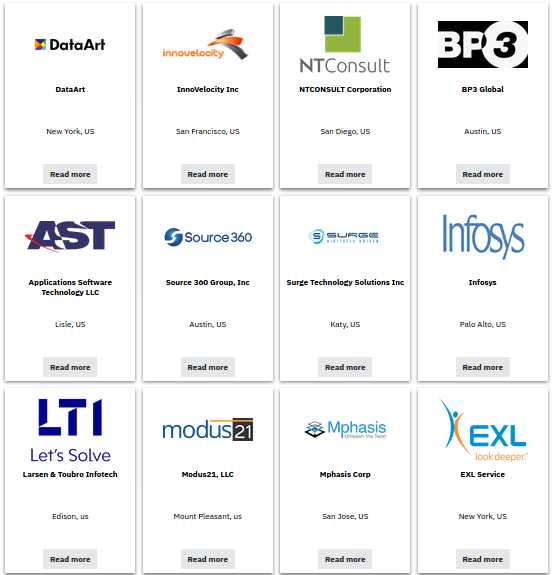 DataArt
DataArt
New York, US
Read more
innovelocity
InnoVelocity Inc
San Francisco, US
Read more
NTConsult
NTCONSULT Corporation
San Diego, US
Read more
BP3
BP3 Global
Austin, US
Read more
AST
Applications Software
Technology LLC
Lisle, US
Read more
Source 360
Source 360 Group, Inc
Austin, US
Read more
S SURGE
DIGITALLY DRIVEN
Surge Technology Solutions Inc
Katy, US
Read more
Infosys
Infosys
Palo Alto, US
Read more
LTI
Let's Solve
Larsen & Toubro Infotech
Edison, us
Read more
modus21
Modus21, LLC
Mount Pleasant, us
Read more
Mphasis
Unleash the Next
Mphasis Corp
San Jose, US
Read more
EXL
look deeper.
EXL Service
New York, US
Read more